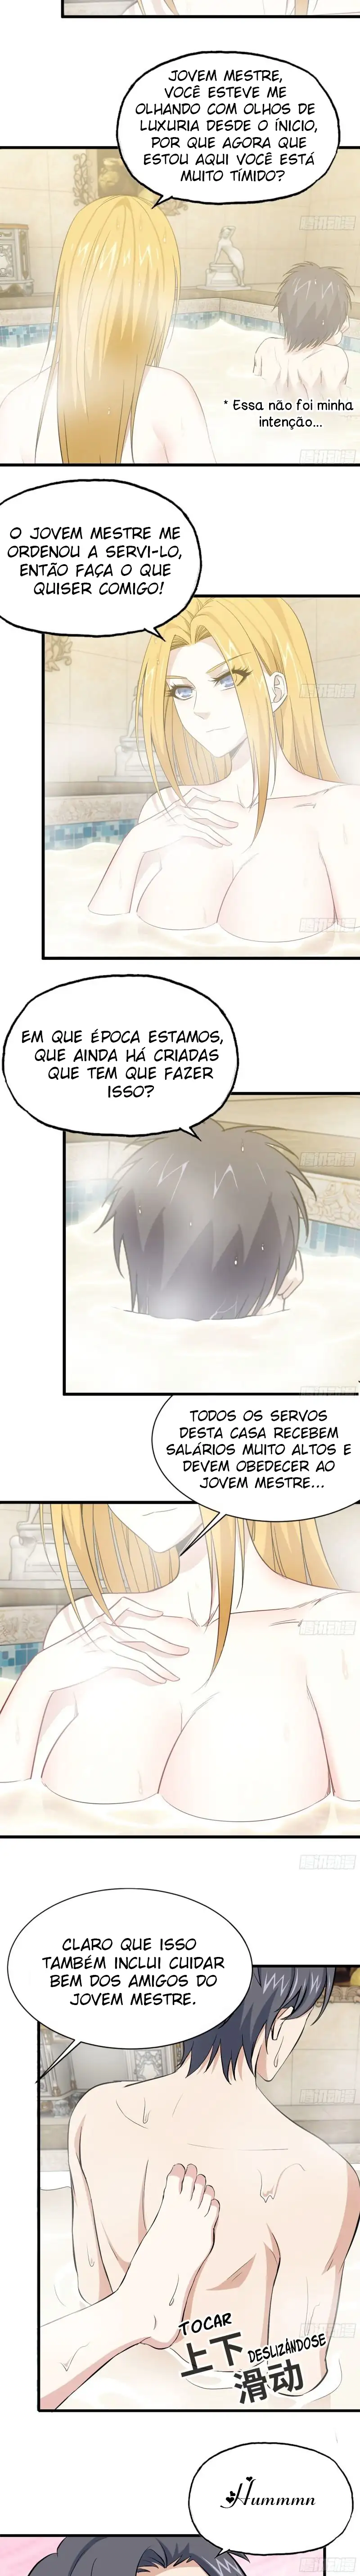 JOVEM MESTRE,
VOCÊ ESTEVE ME
OLHANDO COM OLHOS DE
LUXURIA DESDE O ÍNICIO,
POR QUE AGORA QUE
ESTOU AQUI VOCÊ ESTÁ
MUITO TÍMIDO?
* Essa não foi minha
intenção...
O JOVEM MESTRE ME
ORDENOU A SERVI-LO,
ENTÃO FAÇA O QUE
QUISER COMIGO!
EM QUE ÉPOCA ESTAMOS,
QUE AINDA HÁ CRIADAS
QUE TEM QUE FAZER
ISSO?
TODOS OS SERVOS
DESTA CASA RECEBEM
SALÁRIOS MUITO ALTOS E
DEVEM OBEDECER AO
JOVEM MESTRE...
CLARO QUE ISSO
TAMBÉM INCLUI CUIDAR
BEM DOS AMIGOS DO
JOVEM MESTRE.
TOCAR
上下
DESLIZÂNDOSE
滑动
Hummmn